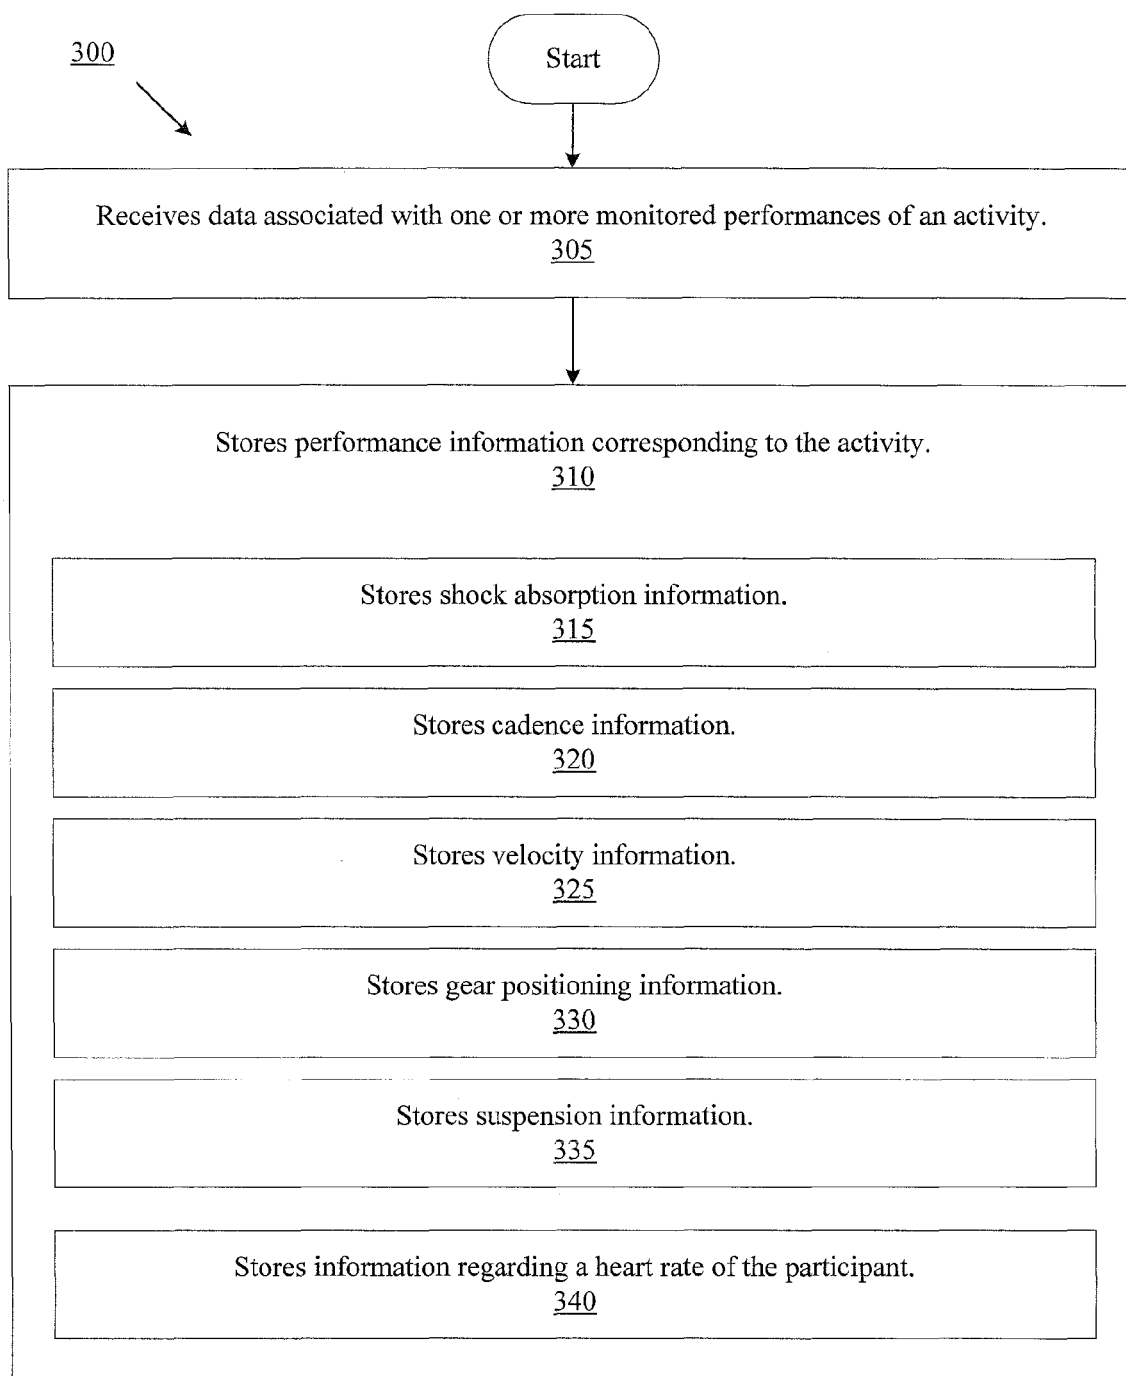 300
Start
Receives data associated with one or more monitored performances of an activity.
305
Stores performance information corresponding to the activity.
310
Stores shock absorption information.
315
Stores cadence information.
320
Stores velocity information.
325
Stores gear positioning information.
330
Stores suspension information.
335
Stores information regarding a heart rate of the participant.
340